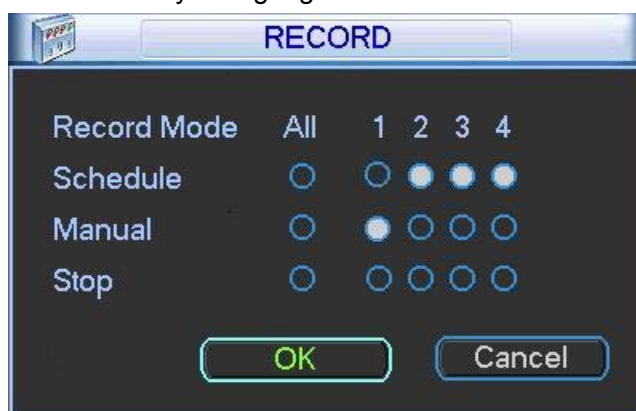 RECORD
Record Mode All 1 2 3 4
Schedule
Manual
Stop
OK Cancel